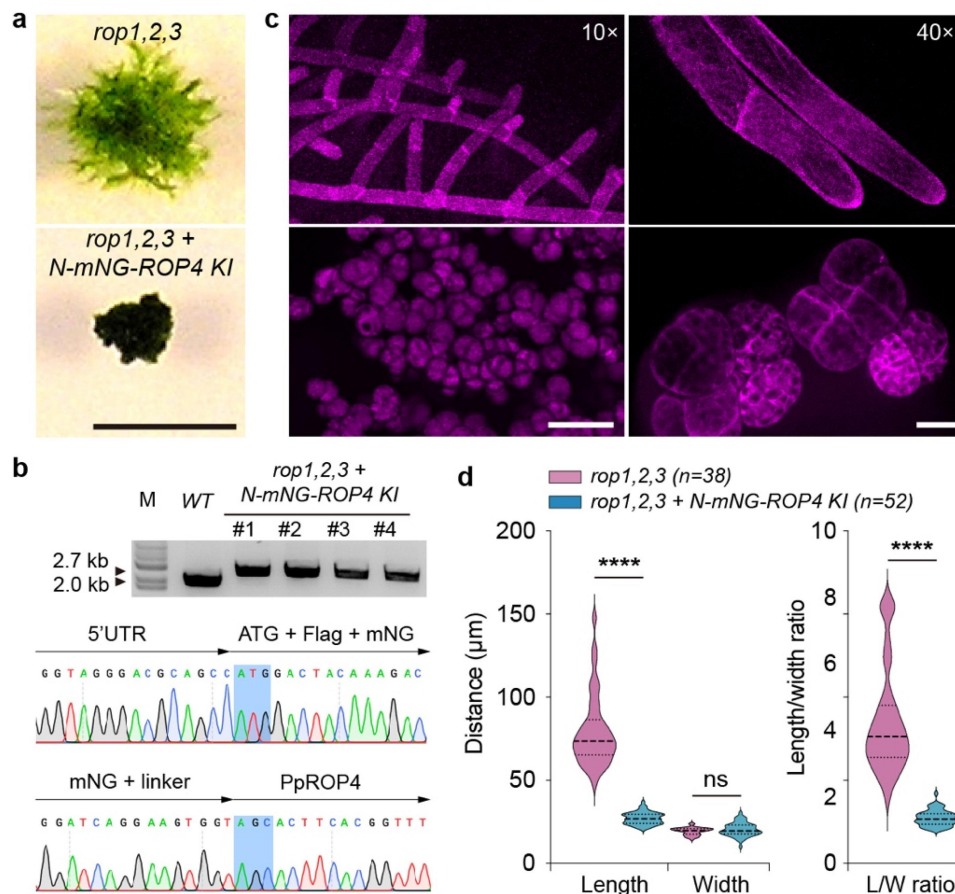 a
rop1,2,3
rop1,2,3 +
N-mNG-ROP4 KI
c
10×
40×
b
M
WT
rop1,2,3 +
N-mNG-ROP4 KI
#1 #2 #3 #4
2.7 kb
2.0 kb
5'UTR
ATG + Flag + mNG
G G T A G G G A C G C A G C C A T G G A C T A C A A A G A C
mNG + linker
PpROP4
G G A T C A G G A A G T G G T A G C A C T T C A C G G T T T
d
rop1,2,3 (n=38)
rop1,2,3 + N-mNG-ROP4 KI (n=52)
Distance (µm)
200
150
100
50
0
****
ns
Length
Width
Length/width ratio
10
8
6
4
2
0
****
L/W ratio